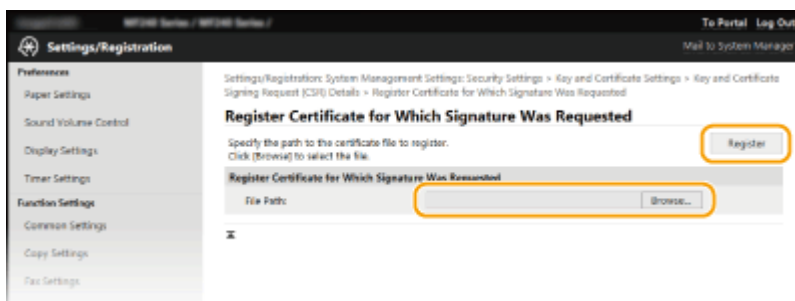 MF240 Series / MF240 Series /
To Portal Log Out
Settings/Registration
Mail to System Manager
Preferences
Paper Settings
Sound Volume Control
Display Settings
Timer Settings
Function Settings
Common Settings
Copy Settings
Fax Settings
Settings/Registration: System Management Settings: Security Settings > Key and Certificate Settings > Key and Certificate
Signing Request (CSR) Details > Register Certificate for Which Signature Was Requested
Register Certificate for Which Signature Was Requested
Specify the path to the certificate file to register.
Click [Browse] to select the file.
Register
Register Certificate for Which Signature Was Requested
File Path:
Browse...